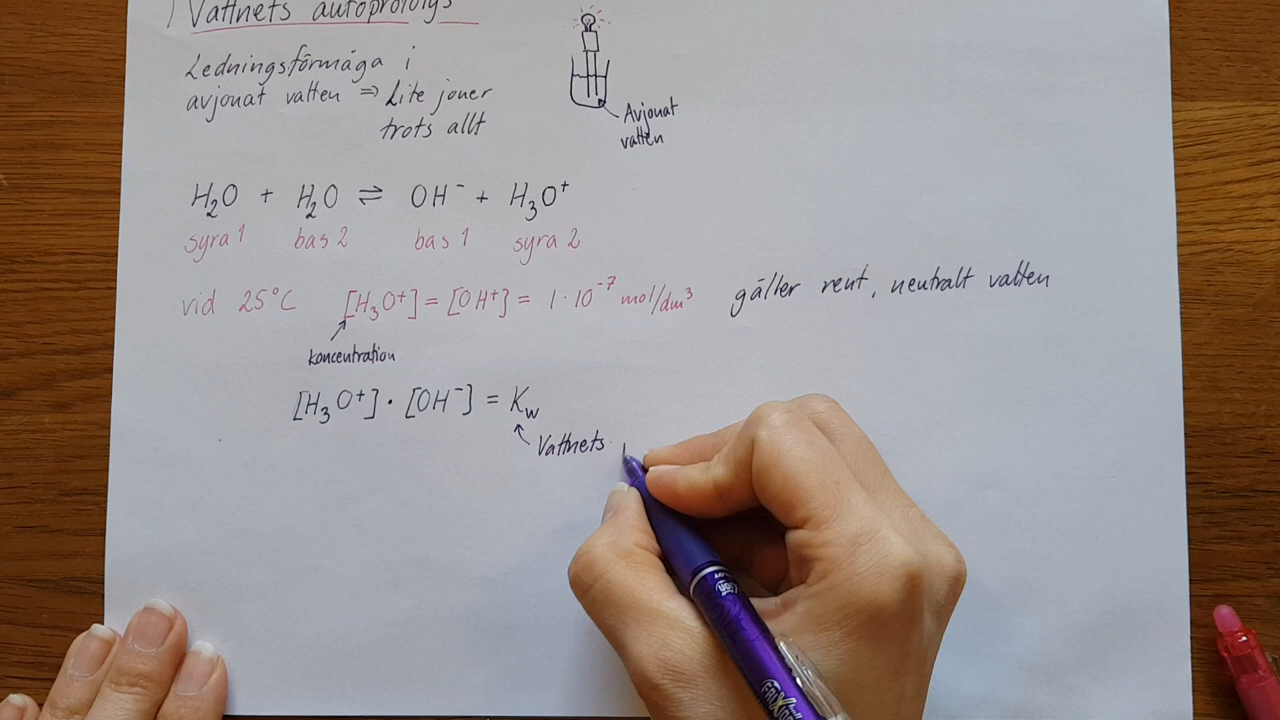 Vattnets autoprotolys
Ledningsförmåga i
avjonat vatten ⇒ Lite joner
trots allt
Avjonat
vatten
H₂O + H₂O ⇌ OH⁻ + H₃O⁺
syra 1 bas 2 bas 1 syra 2
vid 25°C [H₃O⁺] = [OH⁺] = 1·10⁻⁷ mol/dm³ gäller rent, neutralt vatten
koncentration
[H₃O⁺]·[OH⁻] = Kw
Vattnets
FRIXION